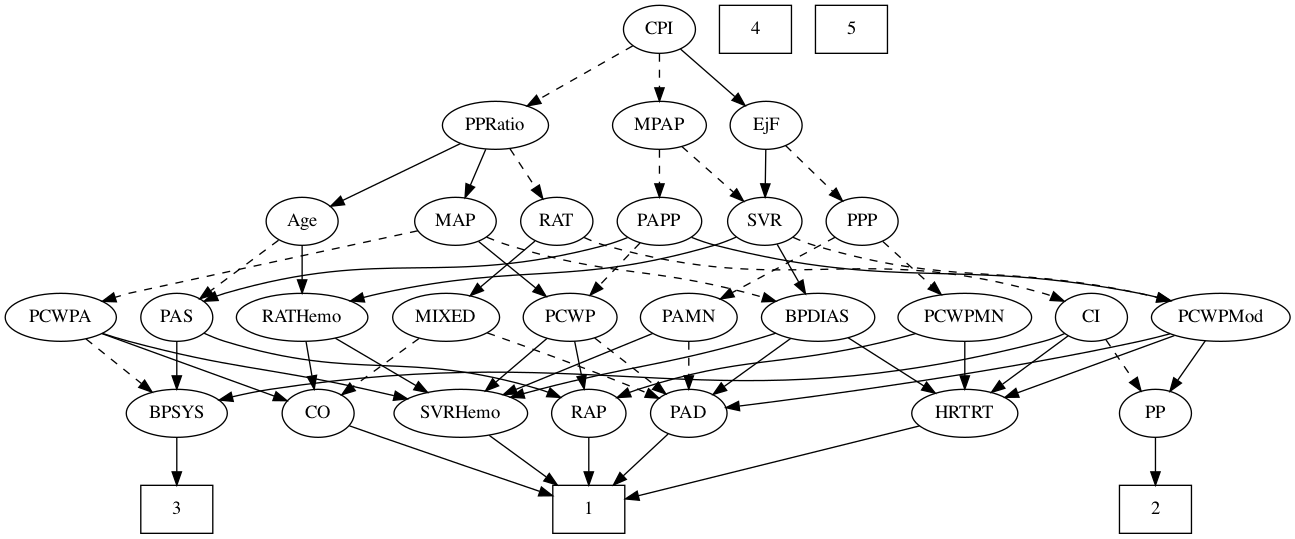 CPI
4
5
PPRatio
MPAP
EjF
Age
MAP
RAT
PAPP
SVR
PPP
PCWPA
PAS
RATHemo
MIXED
PCWP
PAMN
BPDIAS
PCWPMN
CI
PCWPMod
BPSYS
CO
SVRHemo
RAP
PAD
HRTRT
PP
3
1
2